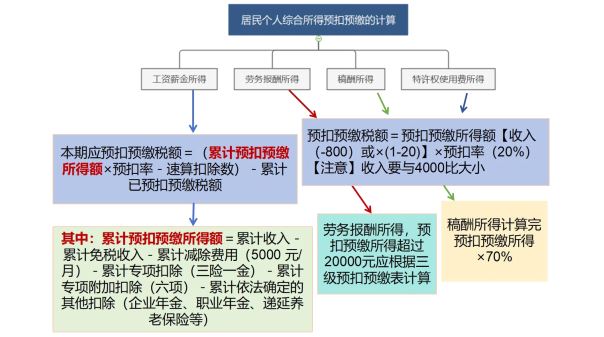 居民个人综合所得预扣预缴的计算
工资薪金所得
劳务报酬所得
稿酬所得
特许权使用费所得
本期应预扣预缴税额＝（累计预扣预缴
所得额×预扣率－速算扣除数）－累计
已预扣预缴税额
预扣预缴税额＝预扣预缴所得额【收入
（-800）或×(1-20)】×预扣率（20%）
【注意】收入要与4000比大小
其中：累计预扣预缴所得额＝累计收入－
累计免税收入－累计减除费用（5000 元/
月）－累计专项扣除（三险一金）－累计
专项附加扣除（六项）－累计依法确定的
其他扣除（企业年金、职业年金、递延养
老保险等）
劳务报酬所得，预
扣预缴所得超过
20000元应根据三
级预扣预缴表计算
稿酬所得计算完
预扣预缴所得
×70%